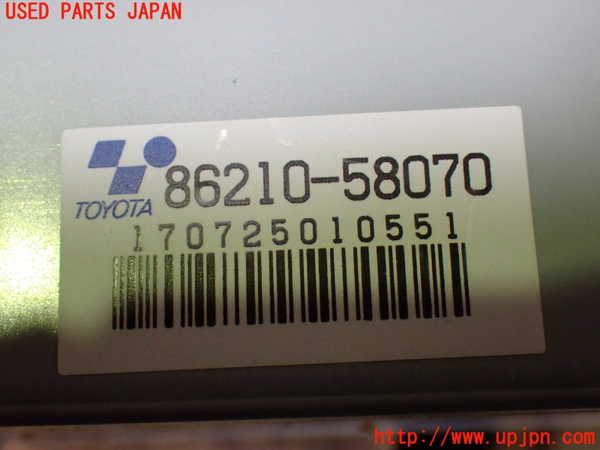 USED PARTS JAPAN
86210-58070
TOYOTA
170725010551
http://www.upjpn.com/